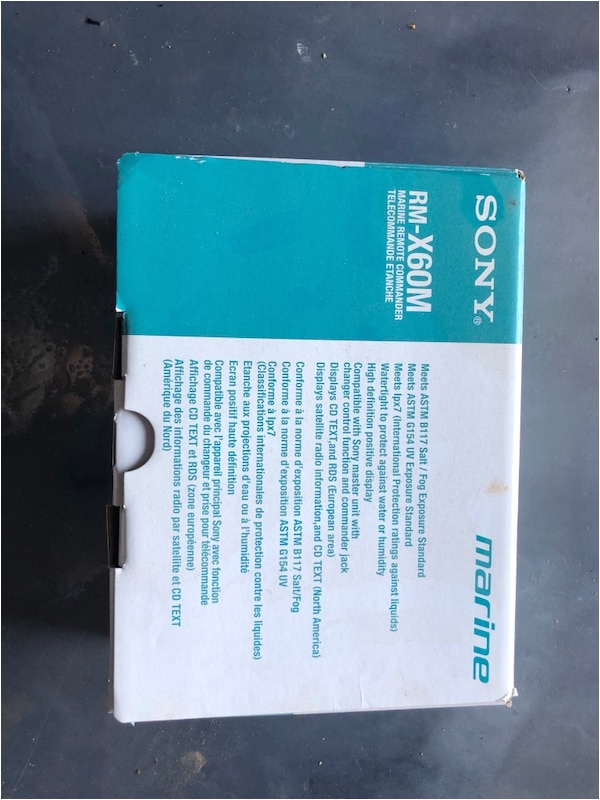 SONY®
RM-X60M
MARINE REMOTE COMMANDER
TELECOMMANDE ETANCHE
marine
Meets ASTM B117 Salt / Fog Exposure Standard
Meets ASTM G154 UV Exposure Standard
Meets Ipx7 (International Protection ratings against liquids)
Watertight to protect against water or humidity
High definition positive display
Compatible with Sony master unit with
changer control function and commander jack
Displays CD TEXT,and RDS (European area)
Displays satellite radio information,and CD TEXT (North America)
Conforme à la norme d'exposition ASTM B117 Salt/Fog
Conforme à la norme d'exposition ASTM G154 UV
Conforme à Ipx7
(Classifications internationales de protection contre les liquides)
Etanche aux projections d'eau ou à l'humidité
Ecran positif haute définition
Compatible avec l'appareil principal Sony avec fonction
de commande du changeur et prise pour télécommande
Affichage CD TEXT et RDS (zone européenne)
Affichage des informations radio par satellite et CD TEXT
(Amérique du Nord)